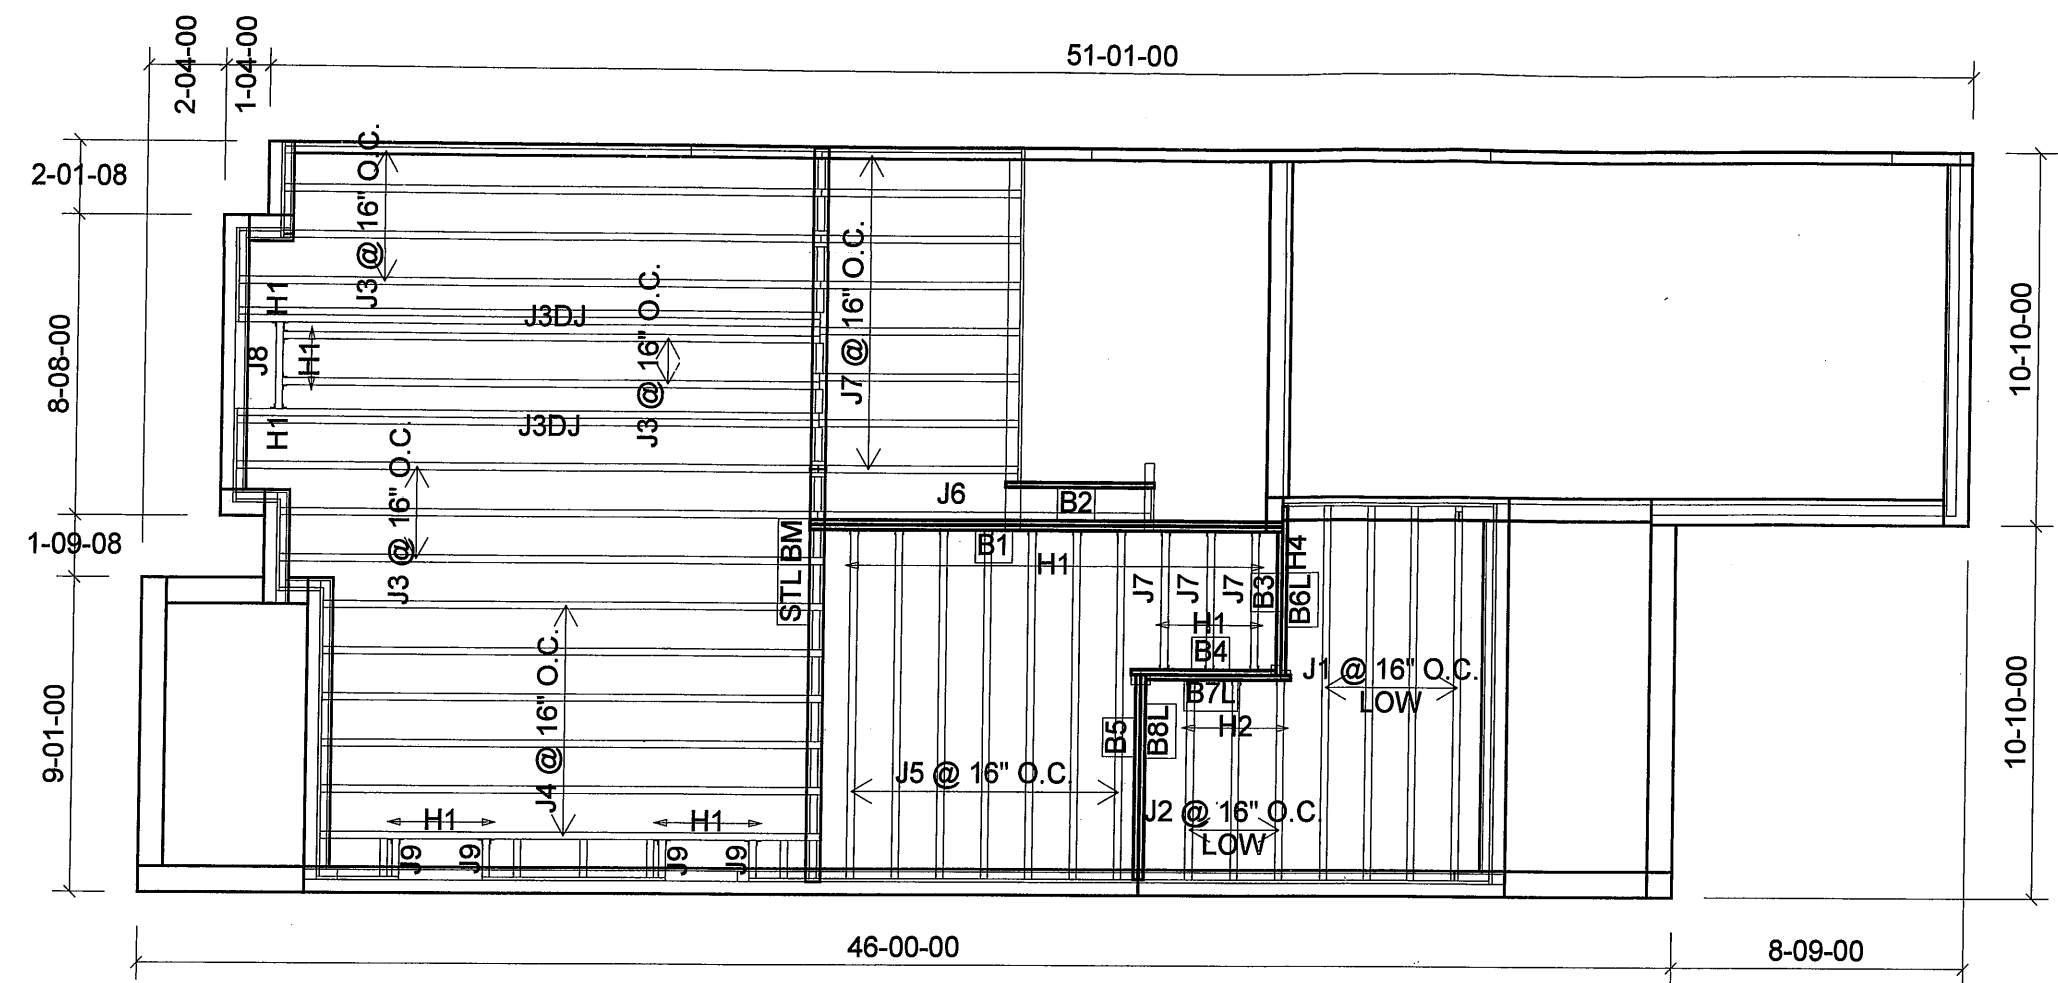 2-04-00
1-04-00
51-01-00
2-01-08
J3 @ 16" O.C.
J7 @ 16" O.C.
H1
J3DJ
J3 @ 16" O.C.
8-08-00
J8
H1
10-10-00
H1
J3DJ
J3 @ 16" O.C.
J6
B2
1-09-08
STL BM
B1
H1
H4
J7
J7
J7
B3
B6L
H1
B4
J1 @ 16" O.C.
LOW
9-01-00
J4 @ 16" O.C.
B7L
B5
B8L
H2
10-10-00
J5 @ 16" O.C.
J2 @ 16" O.C.
LOW
H1
H1
J9
J9
J9
J9
46-00-00
8-09-00